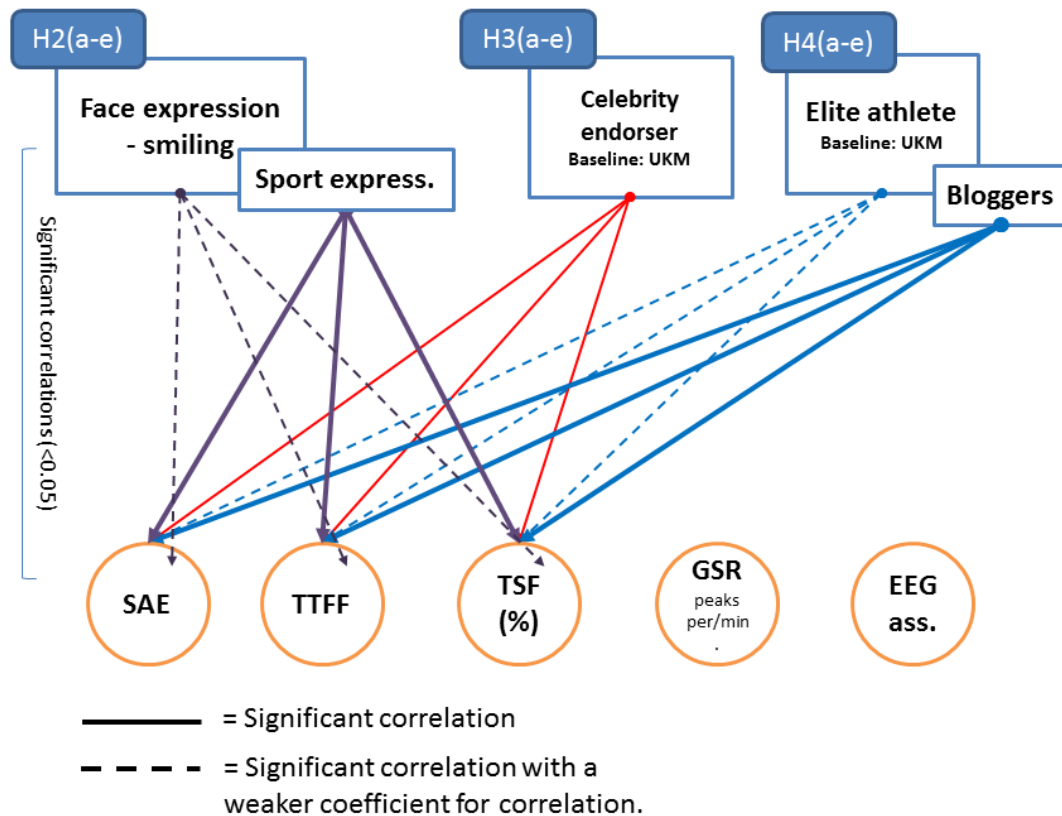 H2(a-e)
Face expression
- smiling
Sport express.
H3(a-e)
Celebrity
endorser
Baseline: UKM
H4(a-e)
Elite athlete
Baseline: UKM
Bloggers
Significant correlations (<0.05)
SAE
TTFF
TSF
(%)
GSR
peaks
per/min
.
EEG
ass.
= Significant correlation
= Significant correlation with a
weaker coefficient for correlation.